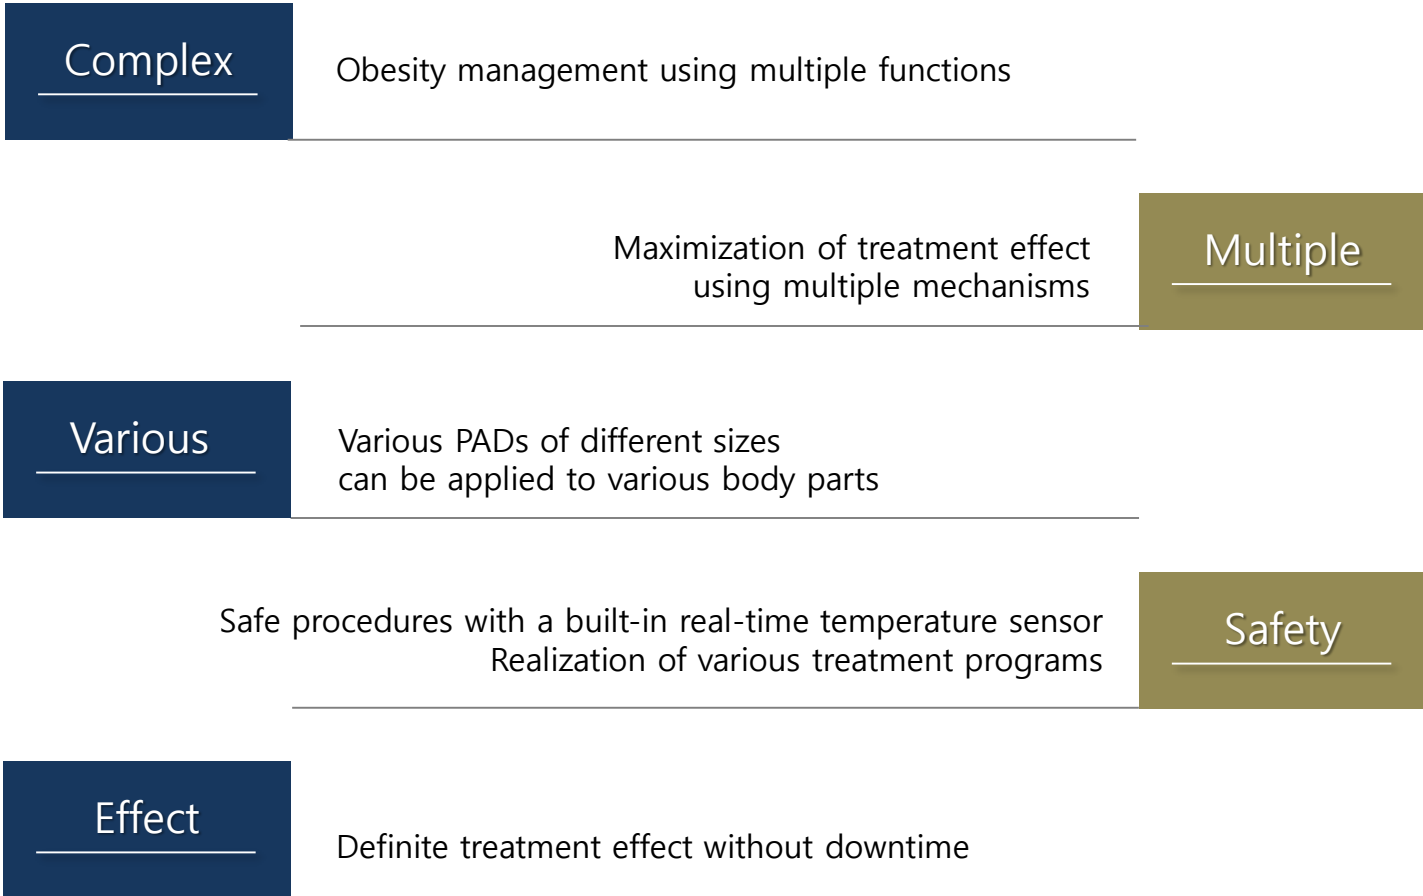 Complex
Obesity management using multiple functions
Maximization of treatment effect
using multiple mechanisms
Multiple
Various
Various PADs of different sizes
can be applied to various body parts
Safe procedures with a built-in real-time temperature sensor
Realization of various treatment programs
Safety
Effect
Definite treatment effect without downtime